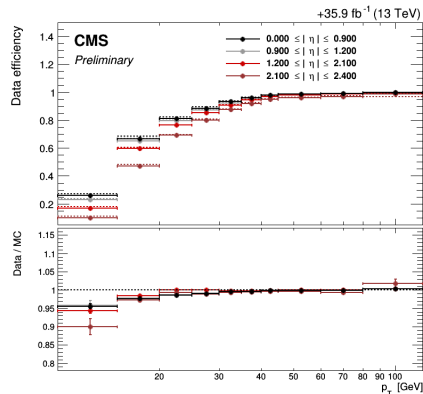 +35.9 fb⁻¹ (13 TeV)
CMS
Preliminary
0.000 ≤ | η | ≤ 0.900
0.900 ≤ | η | ≤ 1.200
1.200 ≤ | η | ≤ 2.100
2.100 ≤ | η | ≤ 2.400
Data efficiency
1.4
1.2
1
0.8
0.6
0.4
0.2
Data / MC
1.15
1.1
1.05
1
0.95
0.9
0.85
0.8
20 30 40 50 60 70 80 100
p_T [GeV]